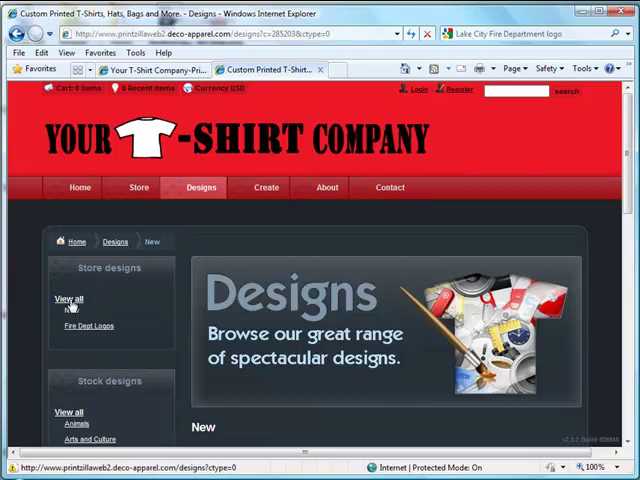 Custom Printed T-Shirts, Hats, Bags and More. - Designs - Windows Internet Explorer
http://www.printzillaweb2.deco-apparel.com/designs?c=285203&ctype=0
Lake City Fire Department logo
File Edit View Favorites Tools Help
Favorites
Your T-Shirt Company-Pri...
Custom Printed T-Shirt...
Page Safety Tools
Cart: 0 items
0 Recent items
Currency USD
Login
Reorder
search
YOUR T-SHIRT COMPANY
Home Store Designs Create About Contact
Home Designs New
Store designs
View all
Fire Dept Logos
Designs
Browse our great range
of spectacular designs.
Stock designs
View all
Animals
Arts and Culture
New
http://www.printzillaweb2.deco-apparel.com/designs?ctype=0
Internet | Protected Mode: On
100%